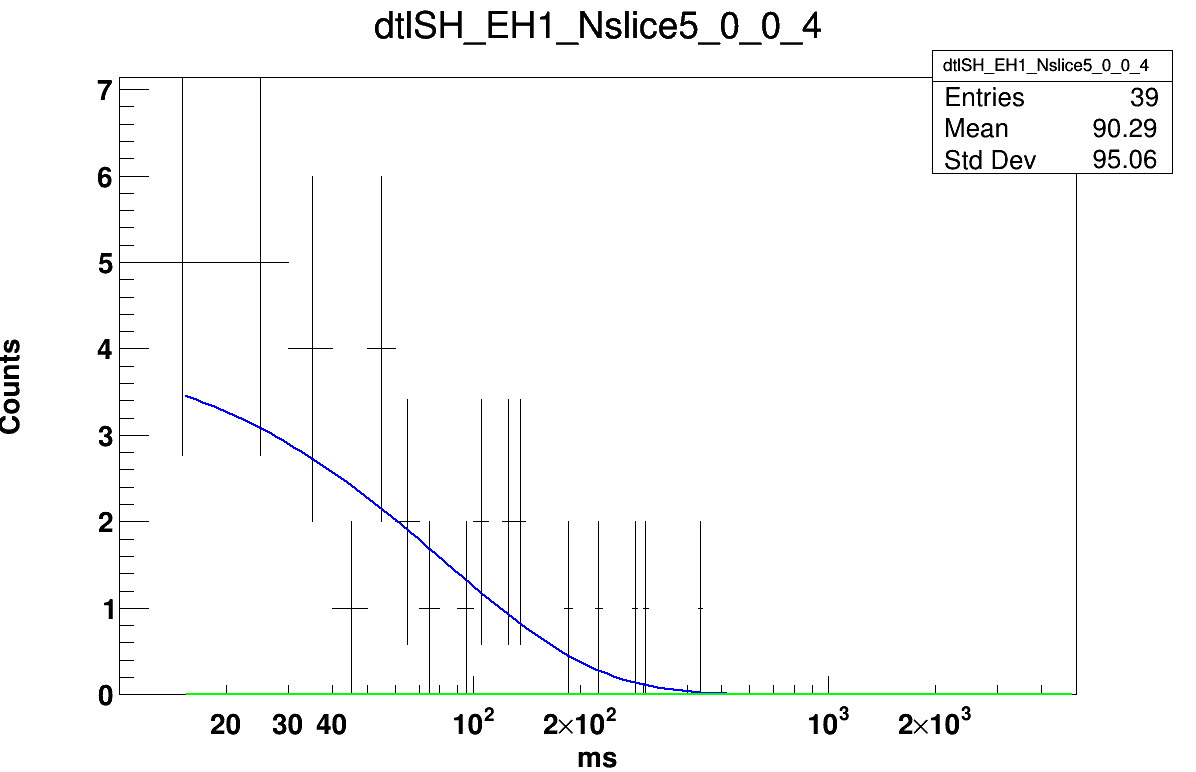 dtlSH_EH1_Nslice5_0_0_4
dtlSH_EH1_Nslice5_0_0_4
Entries 39
Mean 90.29
Std Dev 95.06
7
6
5
4
3
2
1
0
Counts
20 30 40 10² 2×10² 10³ 2×10³
ms